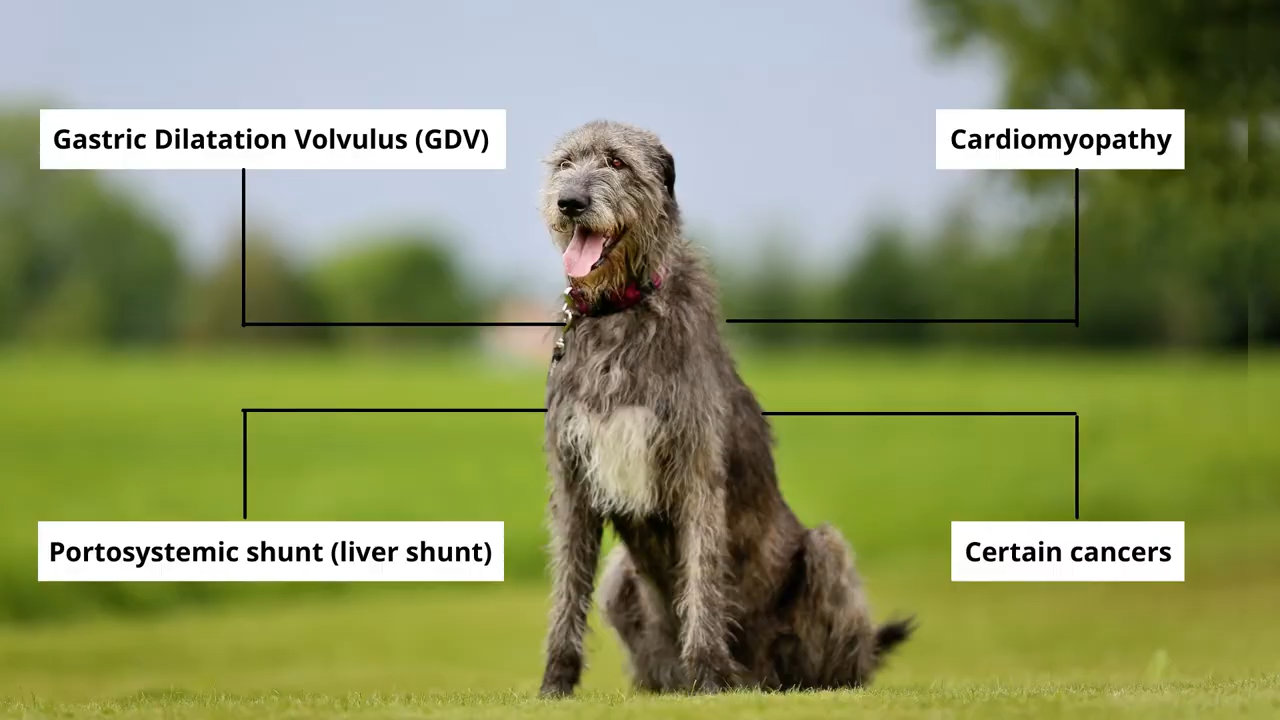 Gastric Dilatation Volvulus (GDV)
Cardiomyopathy
Portosystemic shunt (liver shunt)
Certain cancers